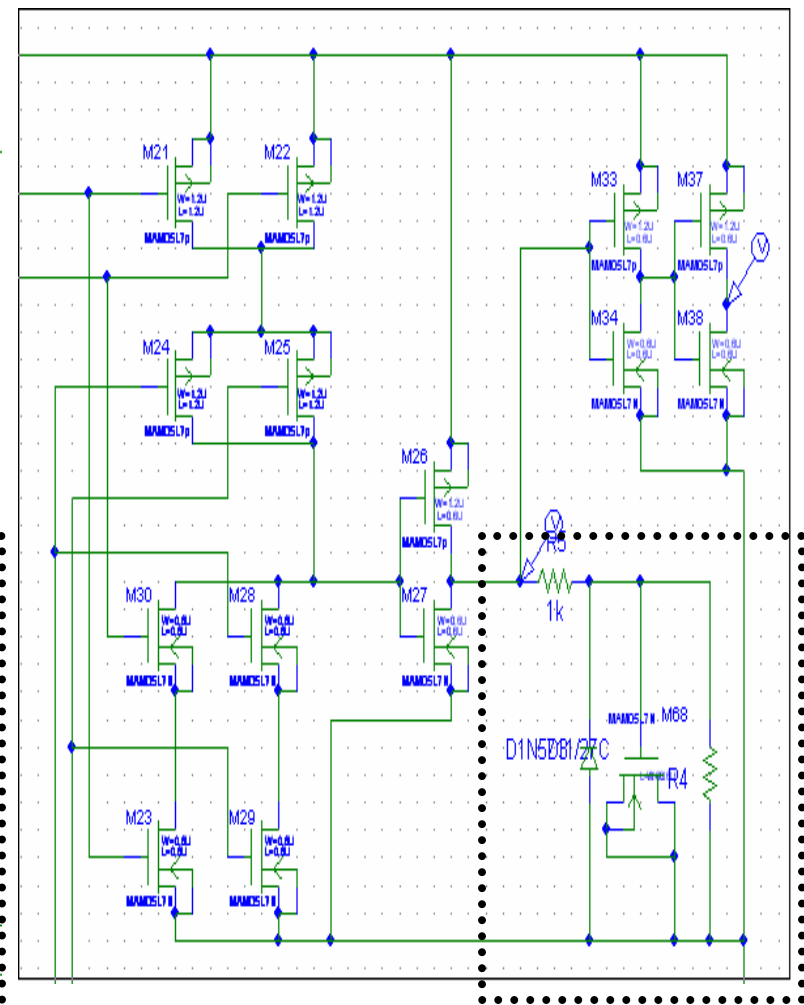 M21
W=1.2U
L=1.2U
MAMOSL7p
M22
W=1.2U
L=1.2U
MAMOSL7p
M33
W=1.2U
L=0.6U
MAMOSL7p
M37
W=1.2U
L=0.6U
MAMOSL7p
V
M24
W=1.2U
L=1.2U
MAMOSL7p
M25
W=1.2U
L=1.2U
MAMOSL7p
M34
W=0.6U
L=0.6U
MAMOSL7N
M38
W=0.6U
L=0.6U
MAMOSL7N
M26
W=1.2U
L=0.6U
MAMOSL7p
V
R5
1k
M30
W=0.6U
L=0.6U
MAMOSL7N
M28
W=0.6U
L=0.6U
MAMOSL7N
M27
W=0.6U
L=0.6U
MAMOSL7N
MAMOSL7N
M68
R4
M23
W=0.6U
L=0.6U
MAMOSL7N
M29
W=0.6U
L=0.6U
MAMOSL7N